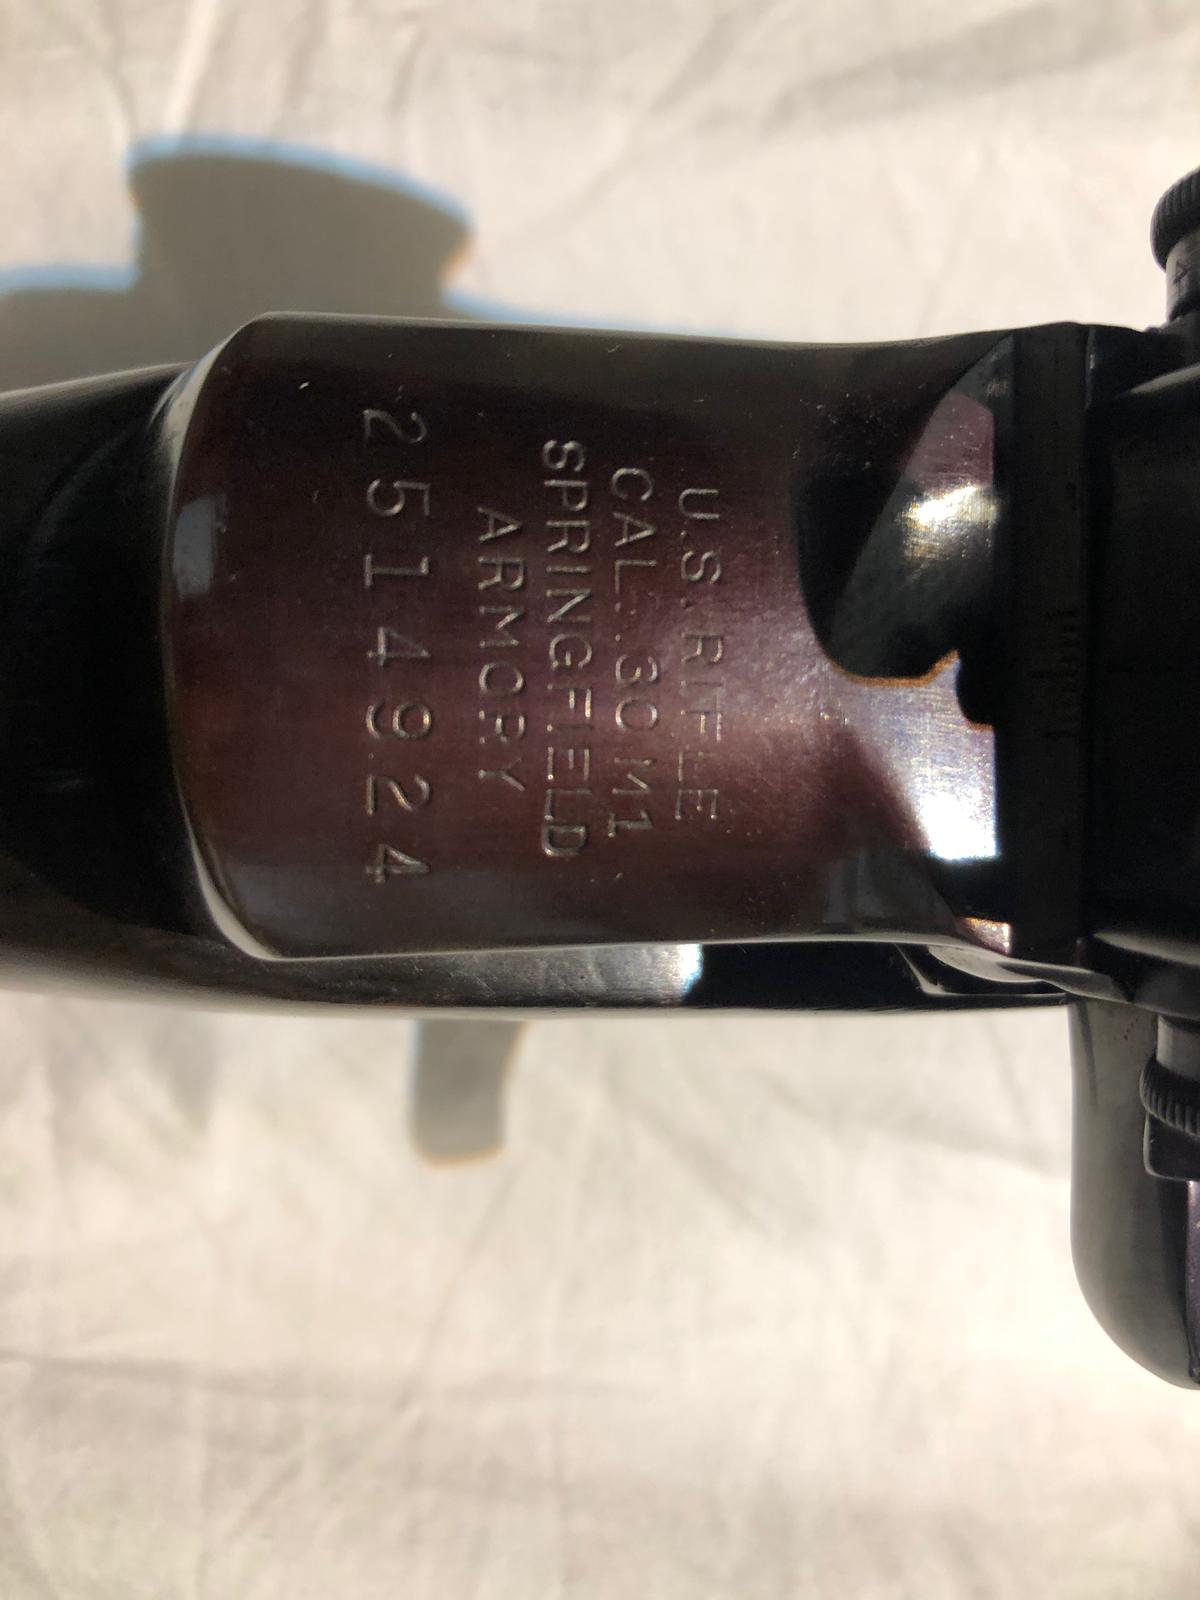 U.S. RIFLE
CAL. .30 M1
SPRINGFIELD
ARMORY
2514924